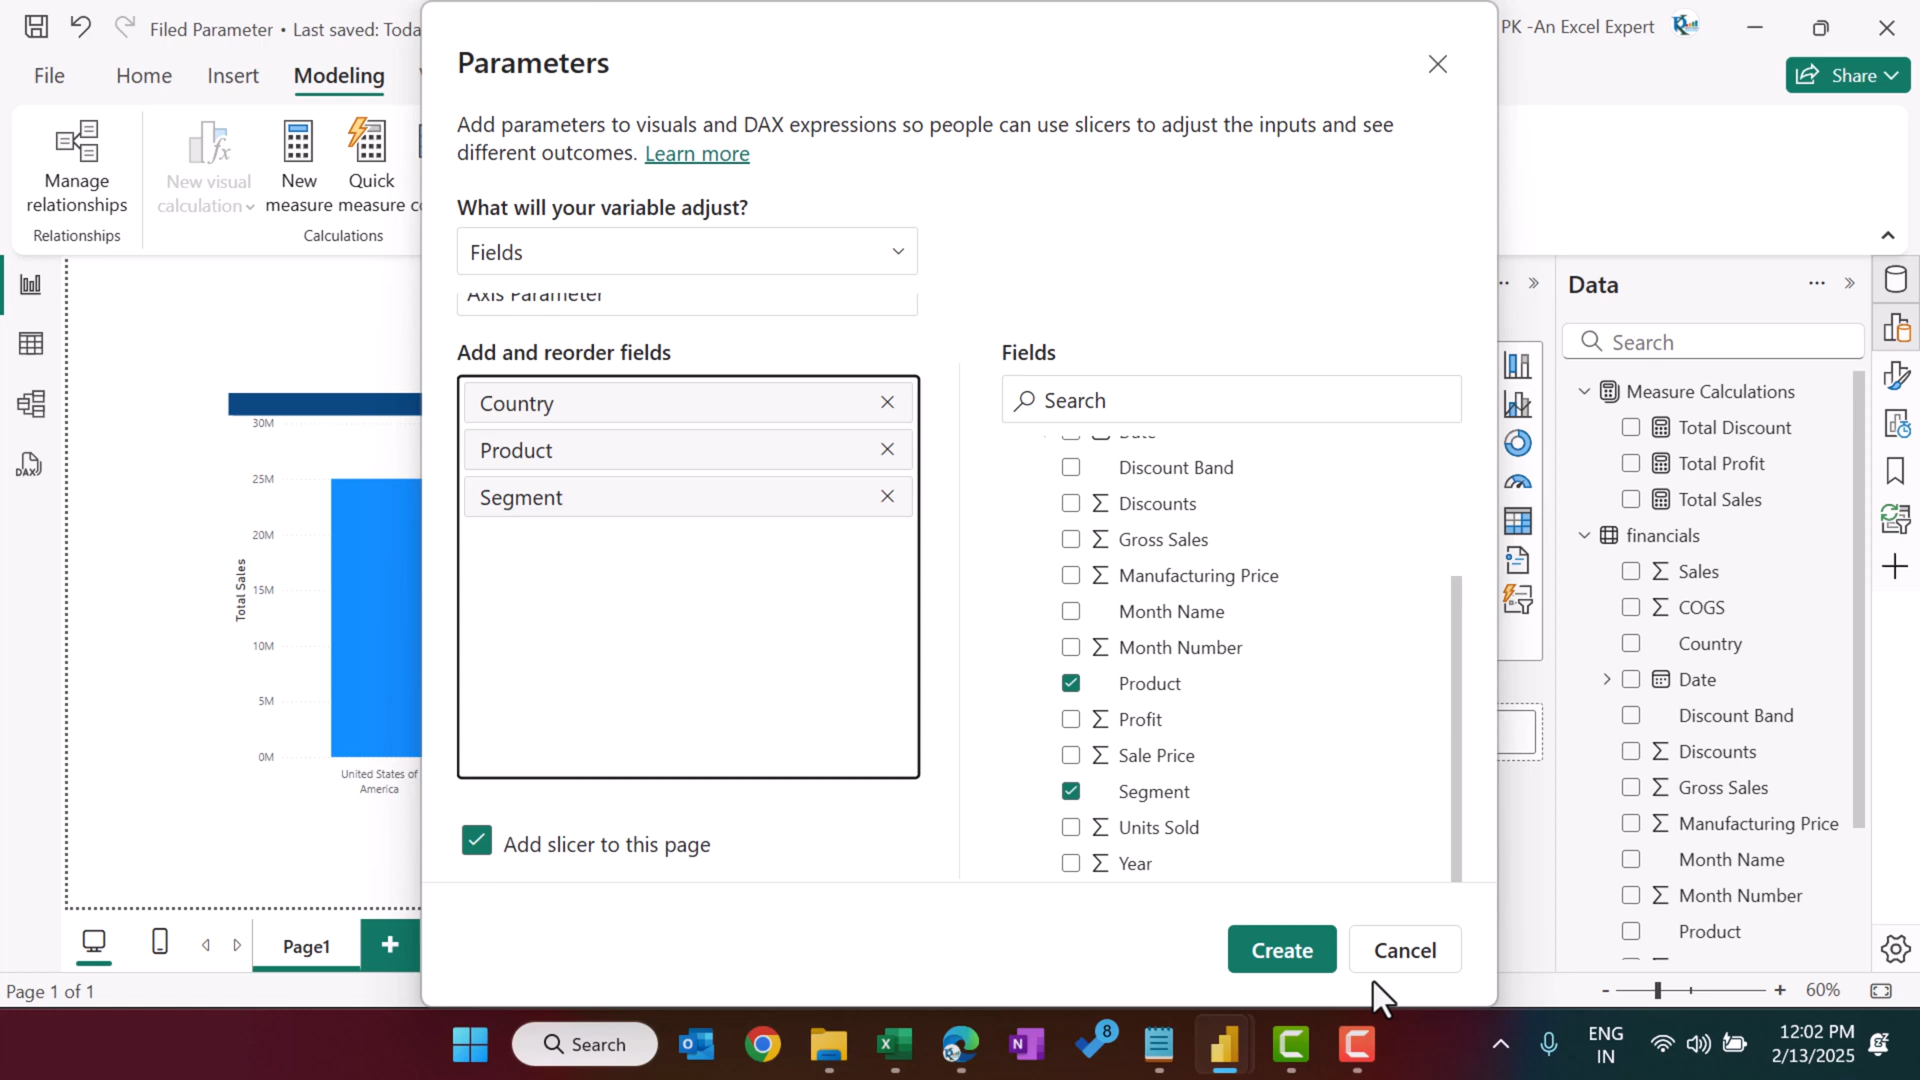 Filed Parameter • Last saved: Toda
PK -An Excel Expert
File
Home
Insert
Modeling
Share
Manage
relationships
Relationships
New visual
calculation
New
measure
Quick
measure
Calculations
Parameters
Add parameters to visuals and DAX expressions so people can use slicers to adjust the inputs and see
different outcomes. Learn more
What will your variable adjust?
Fields
Axis Parameter
Add and reorder fields
Country
Product
Segment
Add slicer to this page
Fields
Search
Date
Discount Band
Discounts
Gross Sales
Manufacturing Price
Month Name
Month Number
Product
Profit
Sale Price
Segment
Units Sold
Year
Create
Cancel
30M
25M
20M
15M
10M
5M
0M
Total Sales
United States of
America
DAX
Data
Search
Measure Calculations
Total Discount
Total Profit
Total Sales
financials
Sales
COGS
Country
Date
Discount Band
Discounts
Gross Sales
Manufacturing Price
Month Name
Month Number
Product
Page1
Page 1 of 1
- + 60%
Search
8
ENG
IN
12:02 PM
2/13/2025